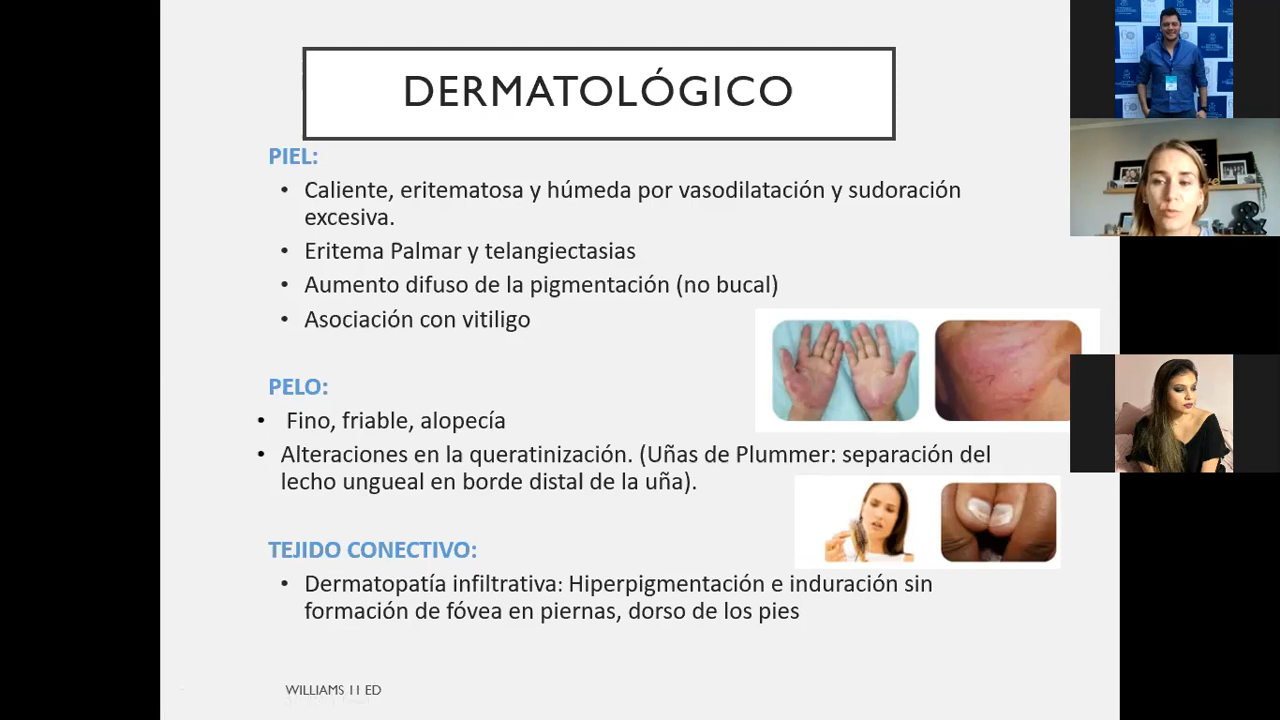 DERMATOLÓGICO
PIEL:
• Caliente, eritematosa y húmeda por vasodilatación y sudoración
excesiva.
• Eritema Palmar y telangiectasias
• Aumento difuso de la pigmentación (no bucal)
• Asociación con vitiligo
PELO:
• Fino, friable, alopecía
• Alteraciones en la queratinización. (Uñas de Plummer: separación del
lecho ungueal en borde distal de la uña).
TEJIDO CONECTIVO:
• Dermatopatía infiltrativa: Hiperpigmentación e induración sin
formación de fóvea en piernas, dorso de los pies
WILLIAMS 11 ED